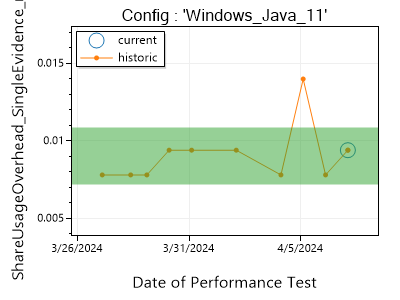 Config : 'Windows_Java_11'
current
historic
0.015
0.01
0.005
3/26/2024
3/31/2024
4/5/2024
Date of Performance Test
ShareUsageOverhead_SingleEvidence_